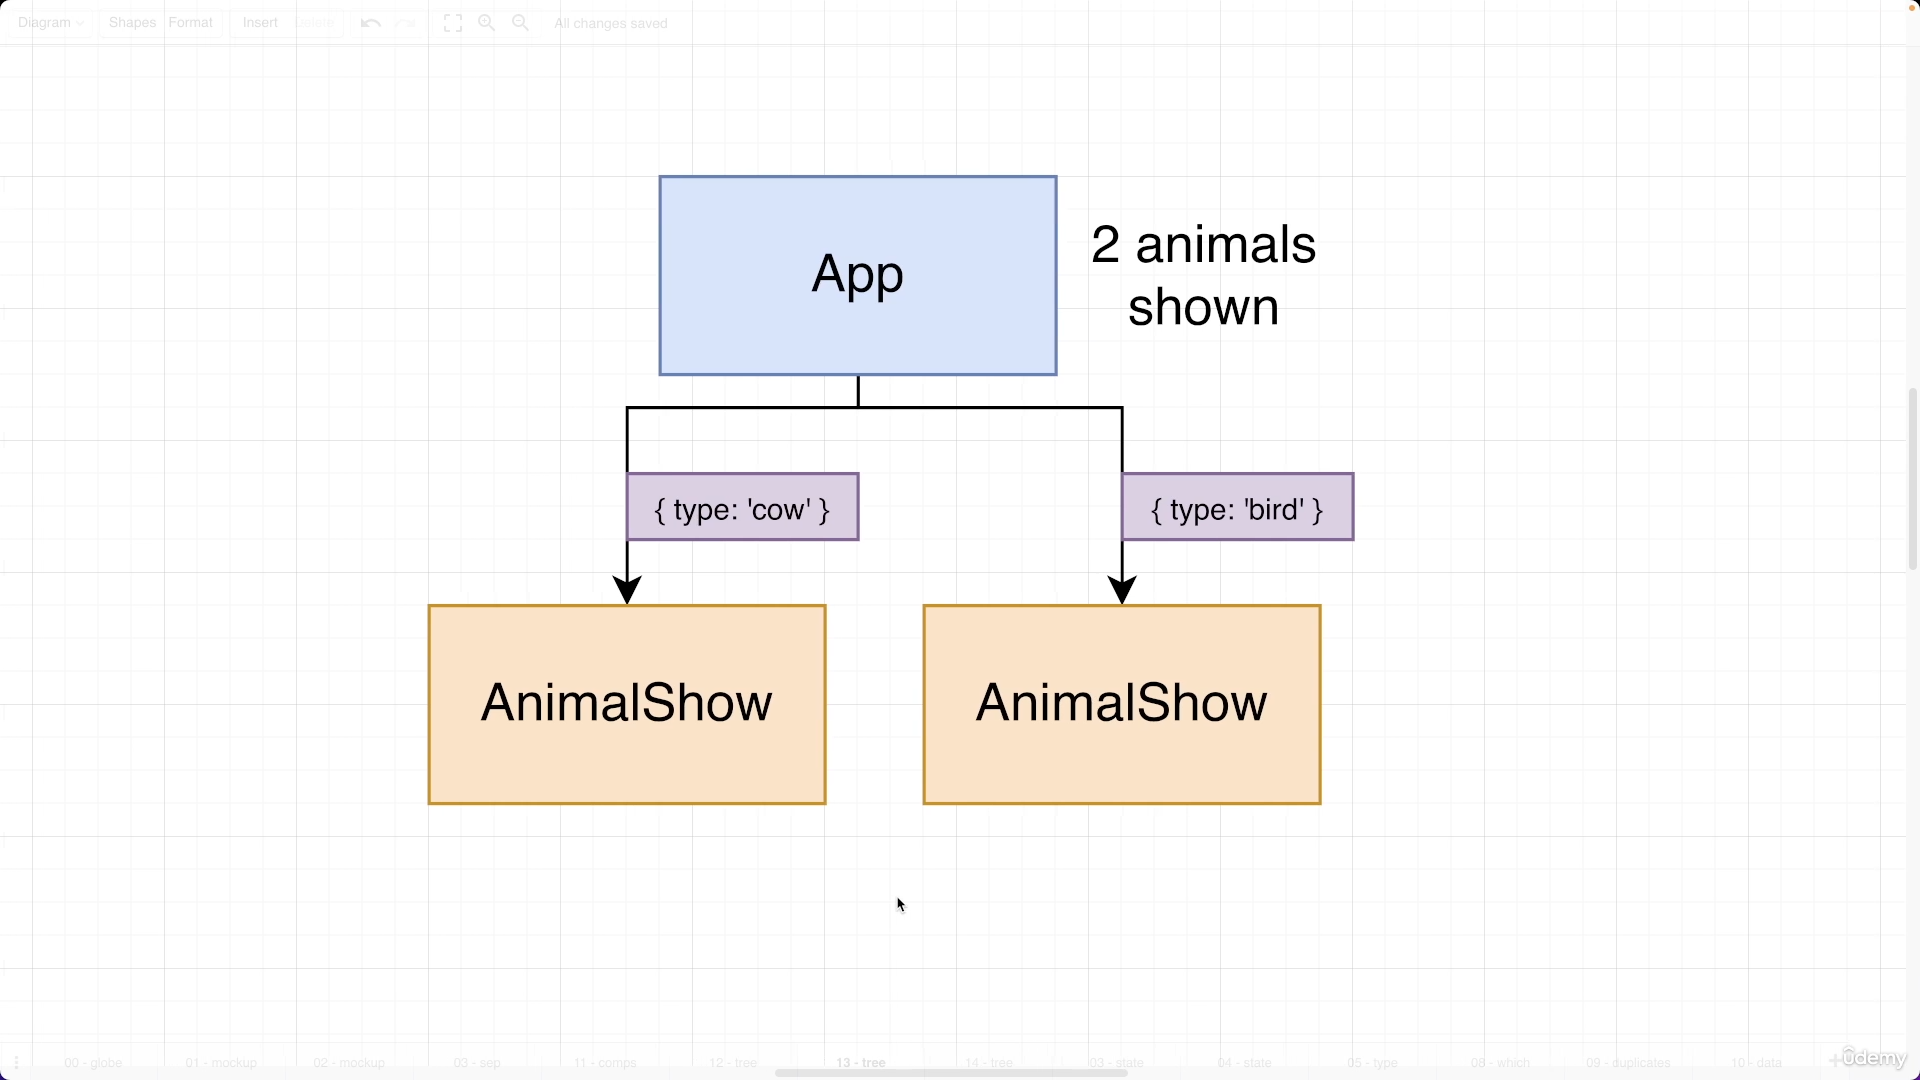 Diagram
Shapes
Format
Insert
Delete
All changes saved
App
2 animals
shown
{ type: 'cow' }
{ type: 'bird' }
AnimalShow
AnimalShow
00 - globe
01 - mockup
02 - mockup
03 - sep
11 - comps
12 - tree
13 - tree
14 - tree
03 - state
04 - state
05 - type
08 - which
09 - duplicates
10 - data
ûdemy